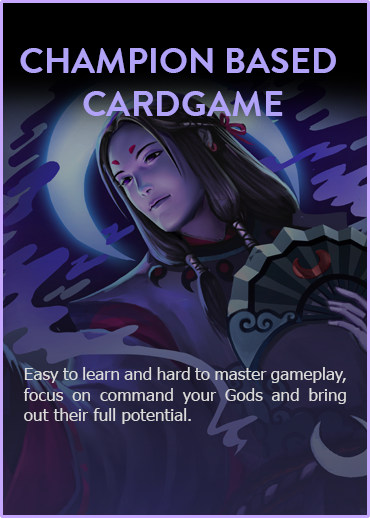 CHAMPION BASED
CARDGAME
Easy to learn and hard to master gameplay,
focus on command your Gods and bring
out their full potential.